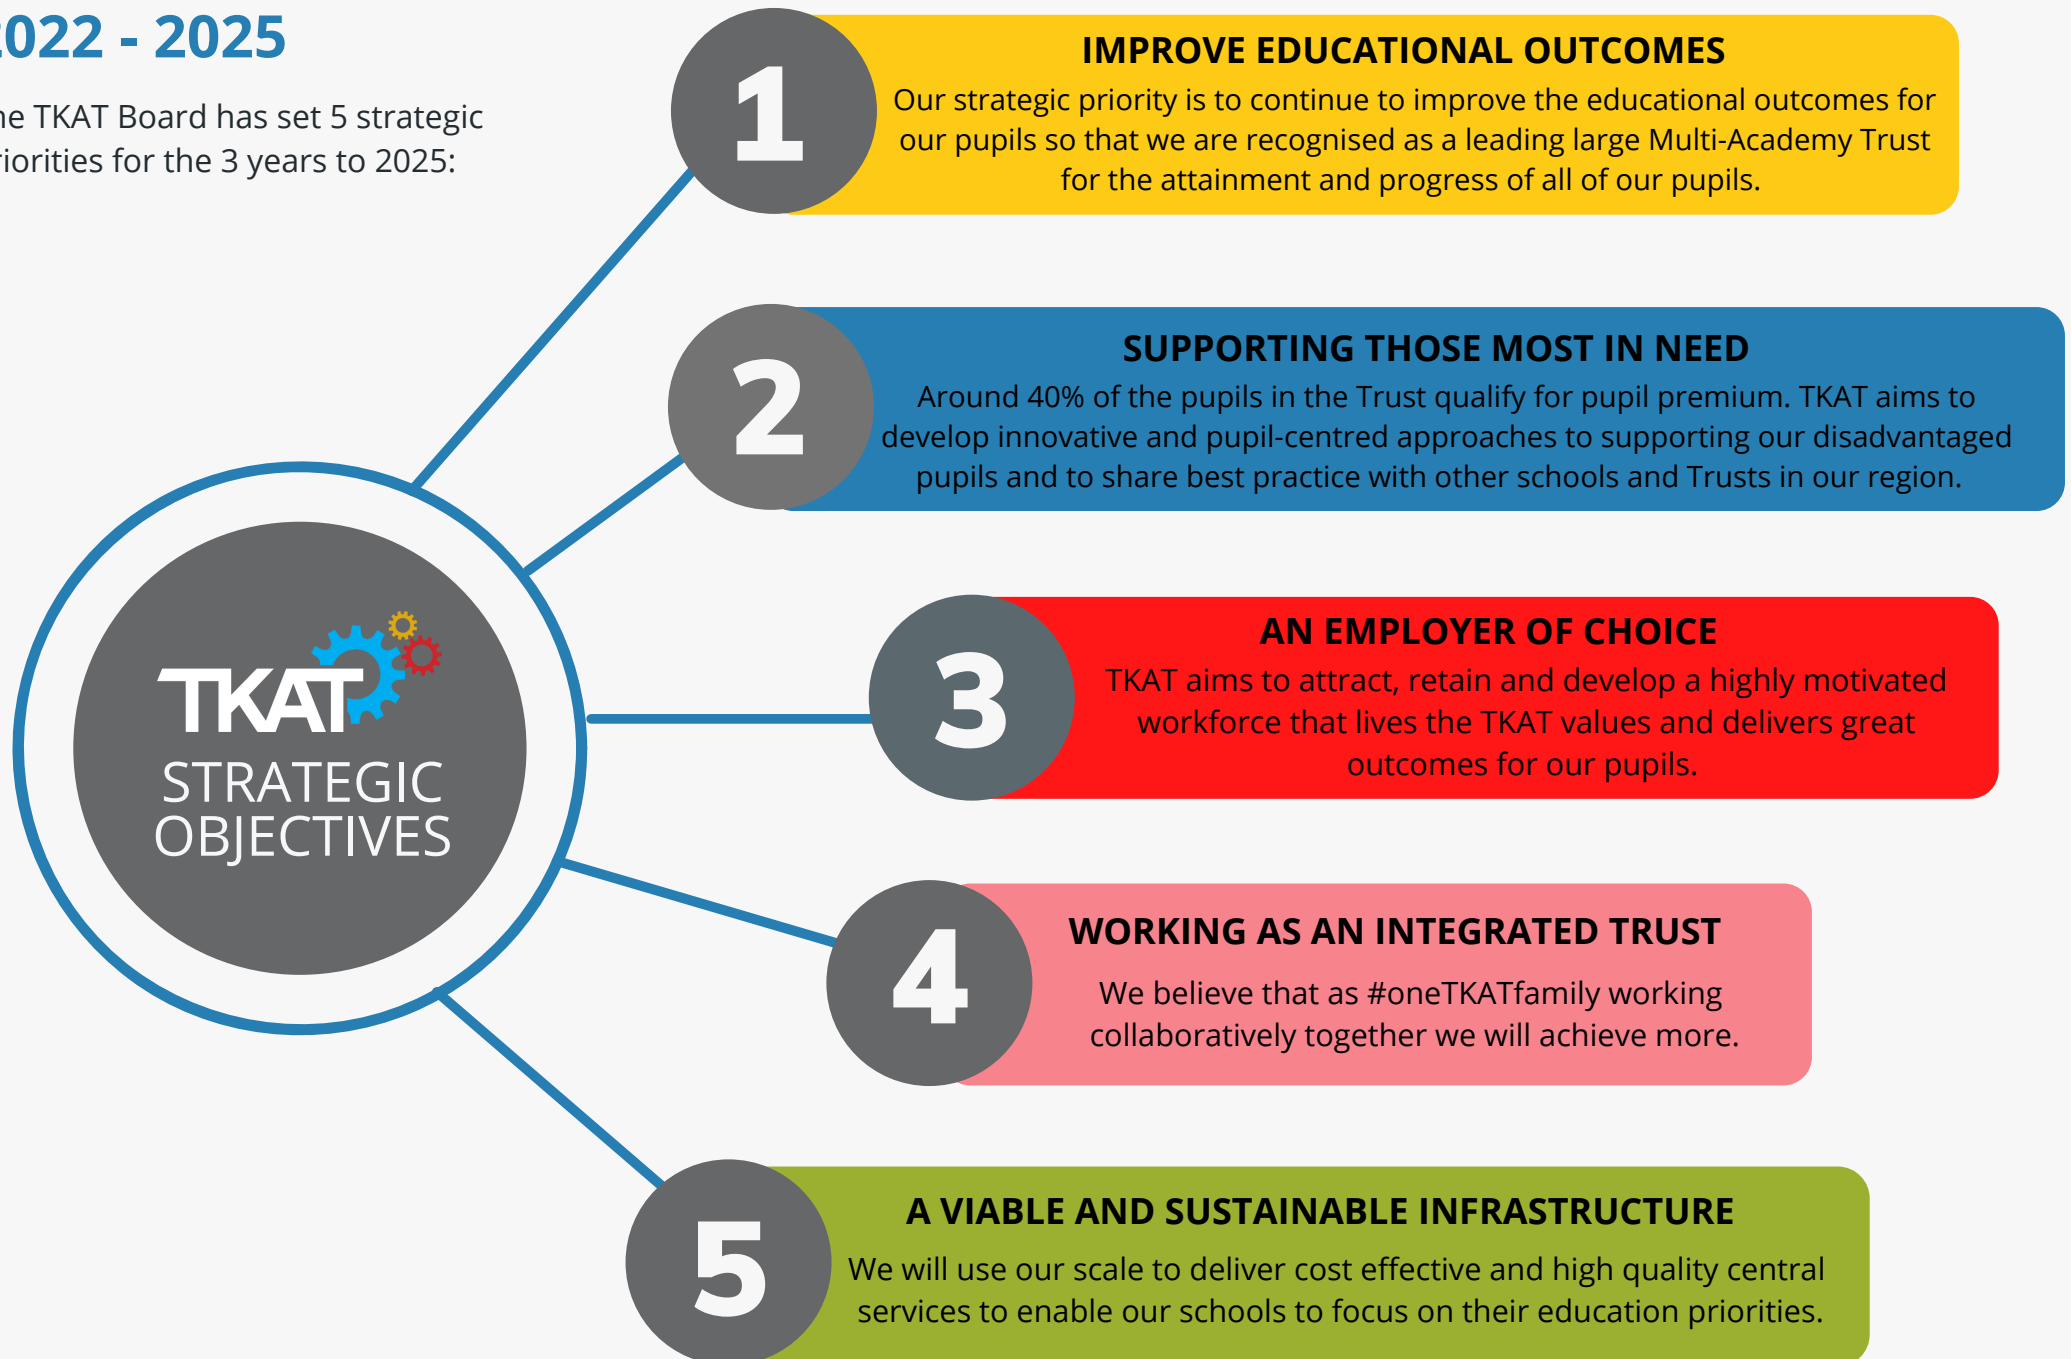 2022 - 2025
he TKAT Board has set 5 strategic
riorities for the 3 years to 2025:
1
IMPROVE EDUCATIONAL OUTCOMES
Our strategic priority is to continue to improve the educational outcomes for
our pupils so that we are recognised as a leading large Multi-Academy Trust
for the attainment and progress of all of our pupils.
2
SUPPORTING THOSE MOST IN NEED
Around 40% of the pupils in the Trust qualify for pupil premium. TKAT aims to
develop innovative and pupil-centred approaches to supporting our disadvantaged
pupils and to share best practice with other schools and Trusts in our region.
TKAT
STRATEGIC
OBJECTIVES
3
AN EMPLOYER OF CHOICE
TKAT aims to attract, retain and develop a highly motivated
workforce that lives the TKAT values and delivers great
outcomes for our pupils.
4
WORKING AS AN INTEGRATED TRUST
We believe that as #oneTKATfamily working
collaboratively together we will achieve more.
5
A VIABLE AND SUSTAINABLE INFRASTRUCTURE
We will use our scale to deliver cost effective and high quality central
services to enable our schools to focus on their education priorities.